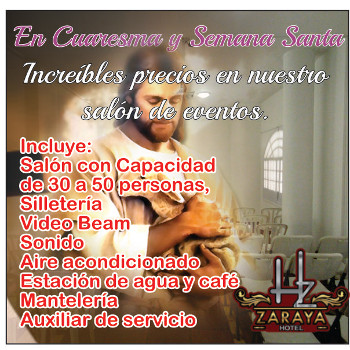 En Cuaresma y Semana Santa
Increíbles precios en nuestro
salón de eventos.
Incluye:
Salón con Capacidad
de 30 a 50 personas,
Silletería
Video Beam
Sonido
Aire acondicionado
Estación de agua y café
Mantelería
Auxiliar de servicio
HZ
ZARAYA
HOTEL